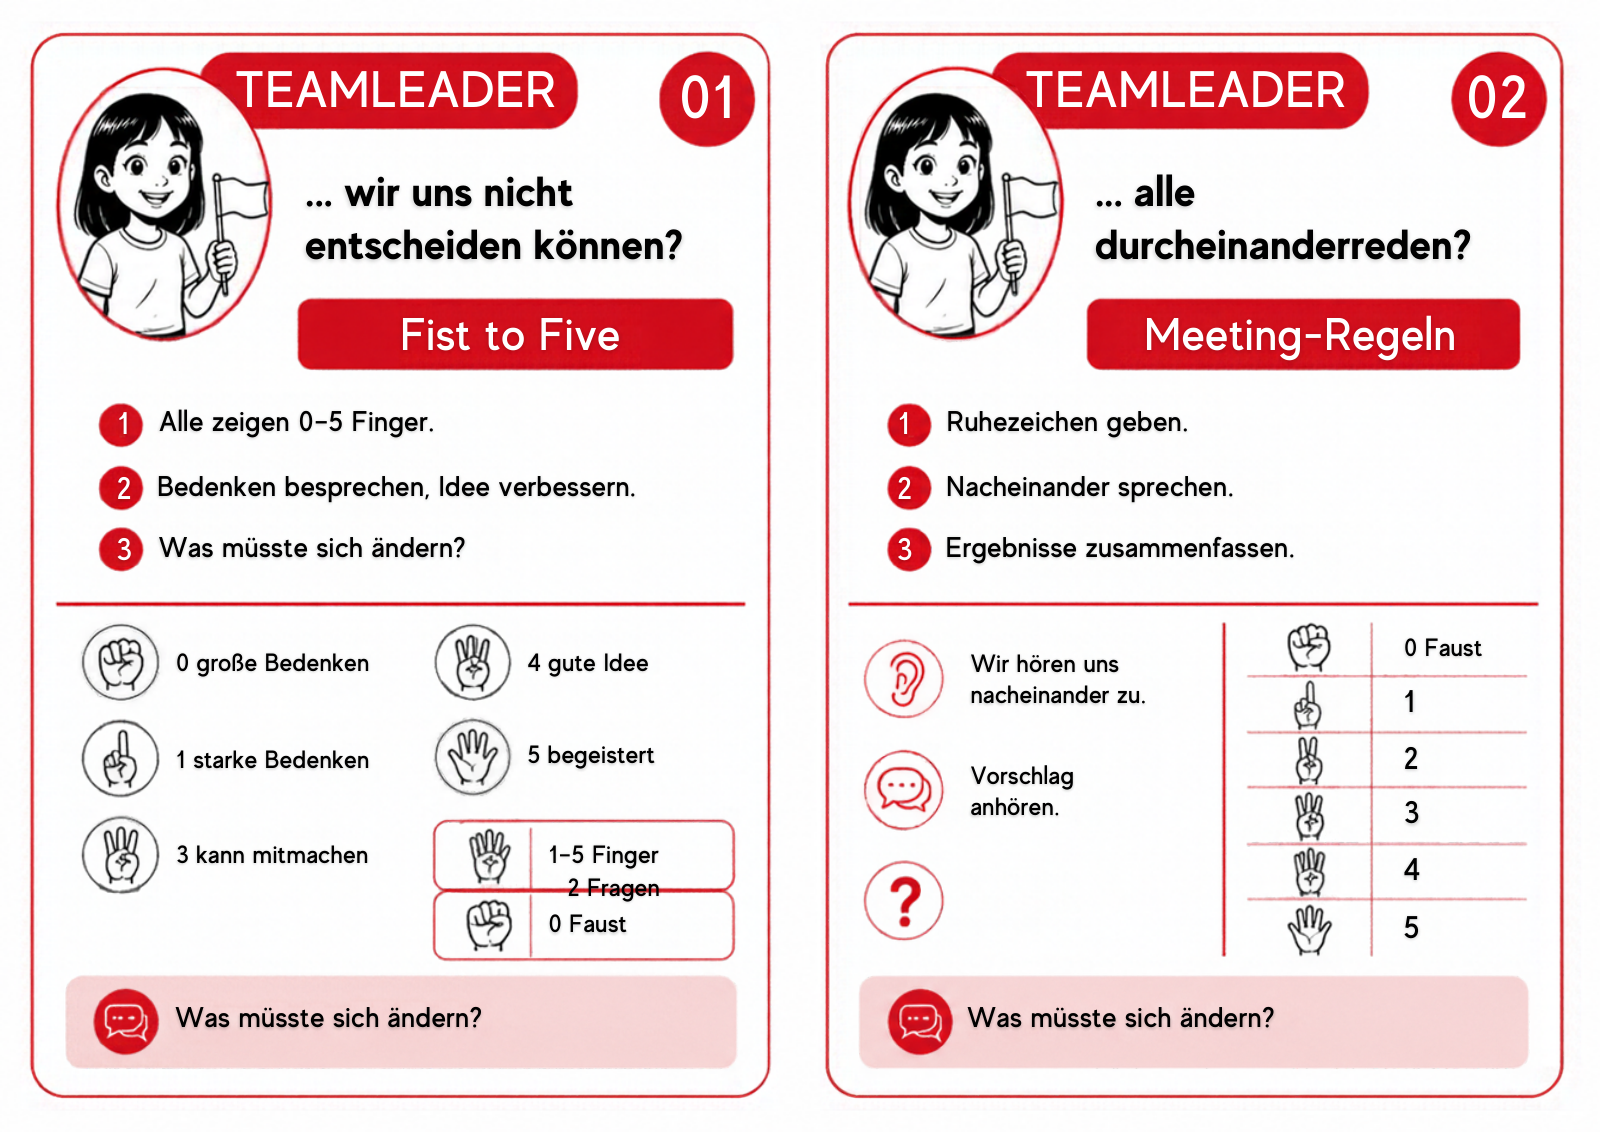 TEAMLEADER
01
... wir uns nicht
entscheiden können?
Fist to Five
1 Alle zeigen 0-5 Finger.
2 Bedenken besprechen, Idee verbessern.
3 Was müsste sich ändern?
0 große Bedenken
1 starke Bedenken
3 kann mitmachen
4 gute Idee
5 begeistert
1-5 Finger
2 Fragen
0 Faust
Was müsste sich ändern?
TEAMLEADER
02
... alle
durcheinanderreden?
Meeting-Regeln
1 Ruhezeichen geben.
2 Nacheinander sprechen.
3 Ergebnisse zusammenfassen.
Wir hören uns
nacheinander zu.
Vorschlag
anhören.
?
0 Faust
1
2
3
4
5
Was müsste sich ändern?